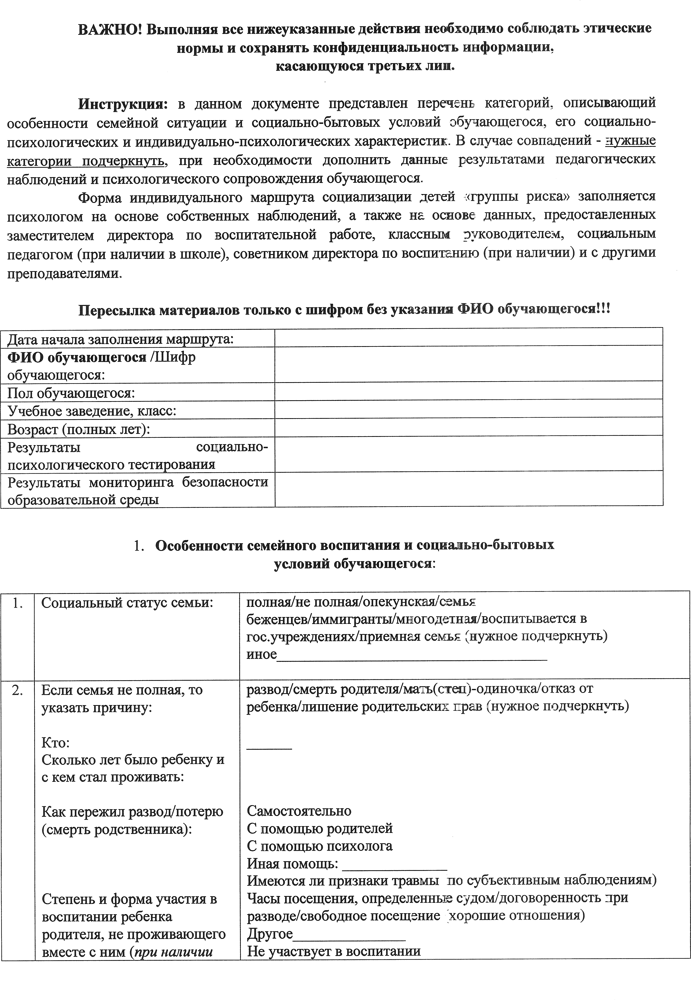 ВАЖНО! Выполняя все нижеуказанные действия необходимо соблюдать этические
нормы и сохранять конфиденциальность информации,
касающуюся третьих лиц.
Инструкция: в данном документе представлен перечень категорий, описывающий
особенности семейной ситуации и социально-бытовых условий обучающегося, его социально-
психологических и индивидуально-психологических характеристик. В случае совпадений - нужные
категории подчеркнуть, при необходимости дополнить данные результатами педагогических
наблюдений и психологического сопровождения обучающегося.
Форма индивидуального маршрута социализации детей «группы риска» заполняется
психологом на основе собственных наблюдений, а также на основе данных, предоставленных
заместителем директора по воспитательной работе, классным руководителем, социальным
педагогом (при наличии в школе), советником директора по воспитанию (при наличии) и с другими
преподавателями.
Пересылка материалов только с шифром без указания ФИО обучающегося!!!
Дата начала заполнения маршрута:
ФИО обучающегося /Шифр
обучающегося:
Пол обучающегося:
Учебное заведение, класс:
Возраст (полных лет):
Результаты социально-
психологического тестирования
Результаты мониторинга безопасности
образовательной среды
1. Особенности семейного воспитания и социально-бытовых
условий обучающегося:
1. Социальный статус семьи:
полная/не полная/опекунская/семья
беженцев/иммигранты/многодетная/воспитывается в
гос.учреждениях/приемная семья (нужное подчеркнуть)
иное____________________________________
2. Если семья не полная, то
указать причину:
развод/смерть родителя/мать(отец)-одиночка/отказ от
ребенка/лишение родительских прав (нужное подчеркнуть)
Кто:
______
Сколько лет было ребенку и
с кем стал проживать:
Как пережил развод/потерю
(смерть родственника):
Самостоятельно
С помощью родителей
С помощью психолога
Иная помощь: ______________
Имеются ли признаки травмы по субъективным наблюдениям)
Степень и форма участия в
воспитании ребенка
родителя, не проживающего
вместе с ним (при наличии
Часы посещения, определенные судом/договоренность при
разводе/свободное посещение (хорошие отношения)
Другое_______________
Не участвует в воспитании